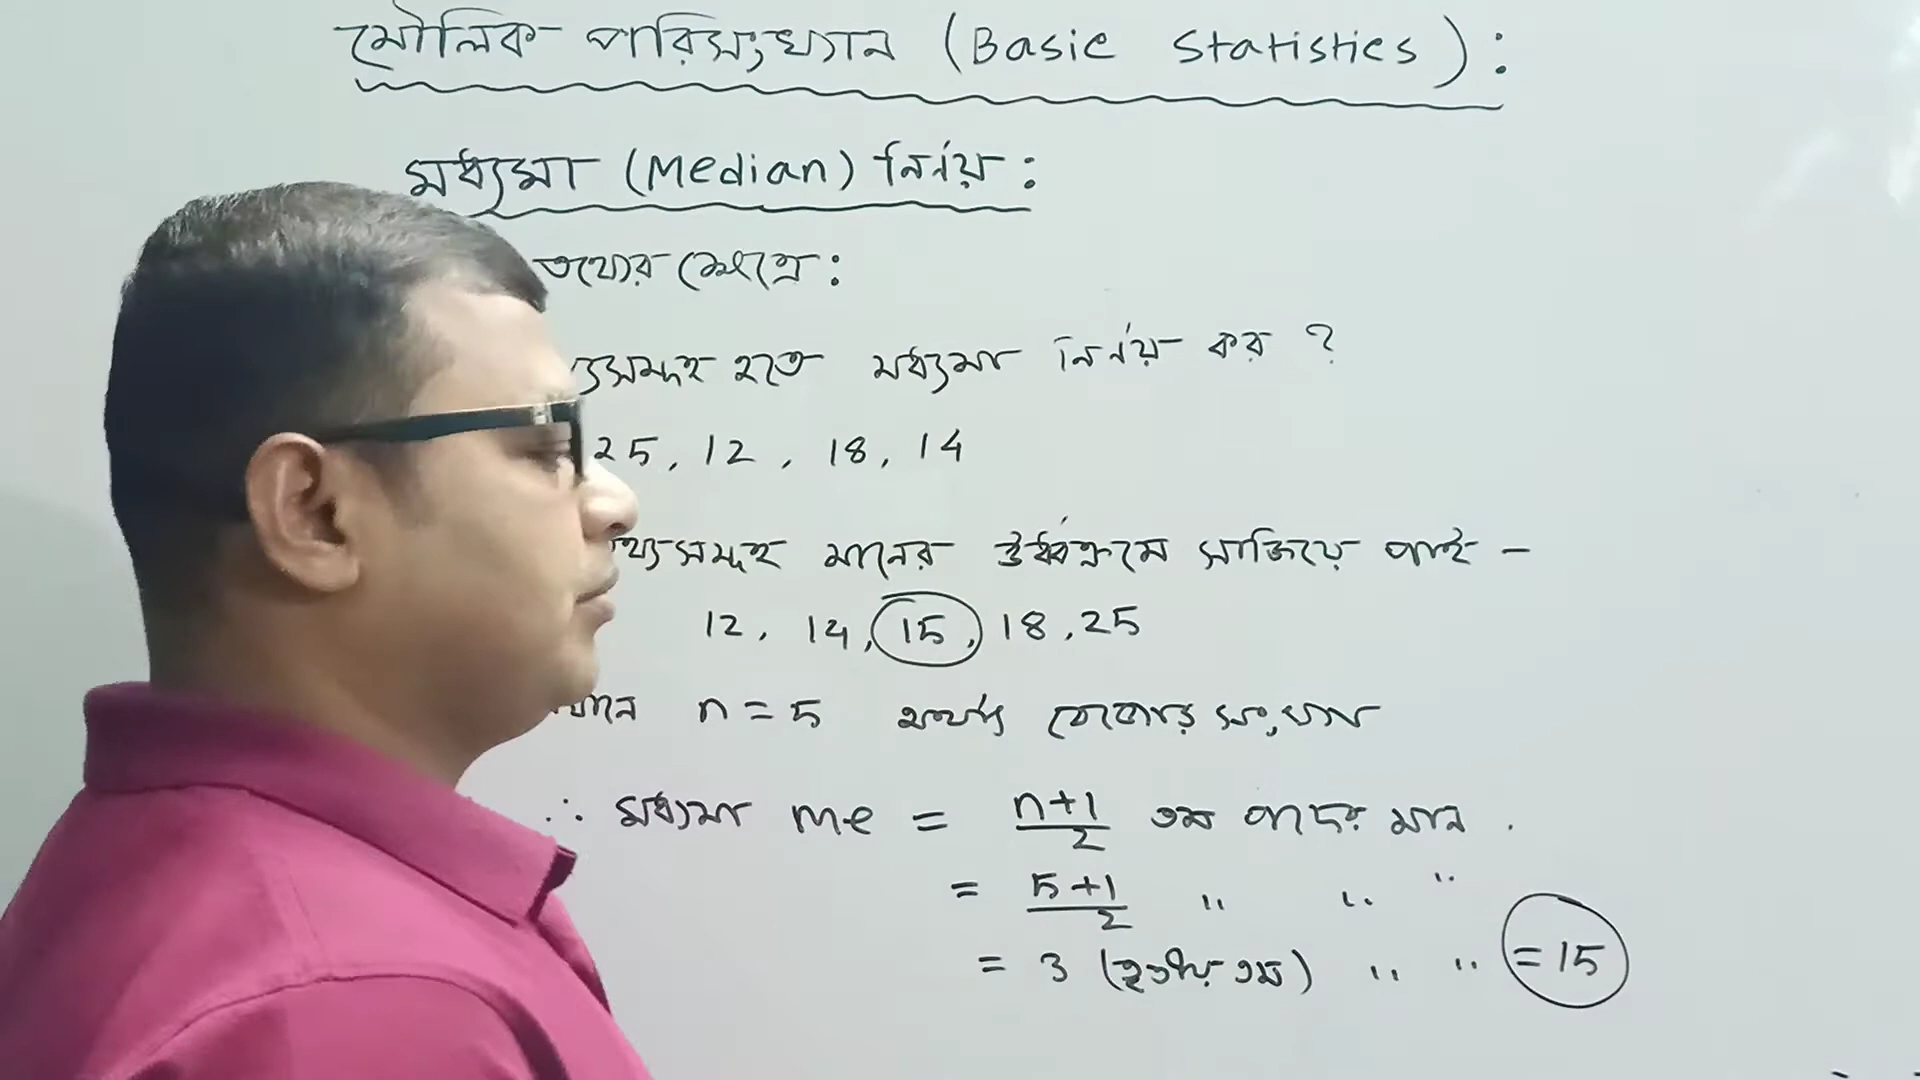 মৌলিক পরিসংখ্যান (Basic Statistics):
মধ্যমা (Median) নির্ণয়:
তথ্যের ক্ষেত্রে:
হতে মধ্যমা নির্ণয় কর ?
25, 12, 18, 14
মানের উর্ধ্বক্রমে সাজিয়ে পাই -
12, 14, 15, 18, 25
n = 5 অর্থাৎ বেজোড় সংখ্যা
∴ মধ্যমা me = n+1/2 তম পদের মান .
= 5+1/2 " " "
= 3 (তৃতীয় তম) " " = 15